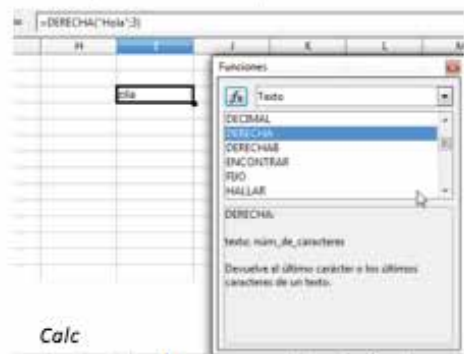 =DERECHA("Hola";3)
H I J K L M
ola
Funciones
fx Texto
DECIMAL
DERECHA
DERECHAB
ENCONTRAR
FIJO
HALLAR
DERECHA:
texto; núm_de_caracteres
Devuelve el último carácter o los últimos
caracteres de un texto.
Calc